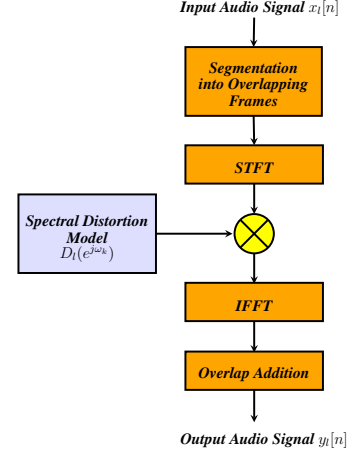 Input Audio Signal x_l[n]
Segmentation
into Overlapping
Frames
STFT
Spectral Distortion
Model
D_l(e^{jω_k})
IFFT
Overlap Addition
Output Audio Signal y_l[n]